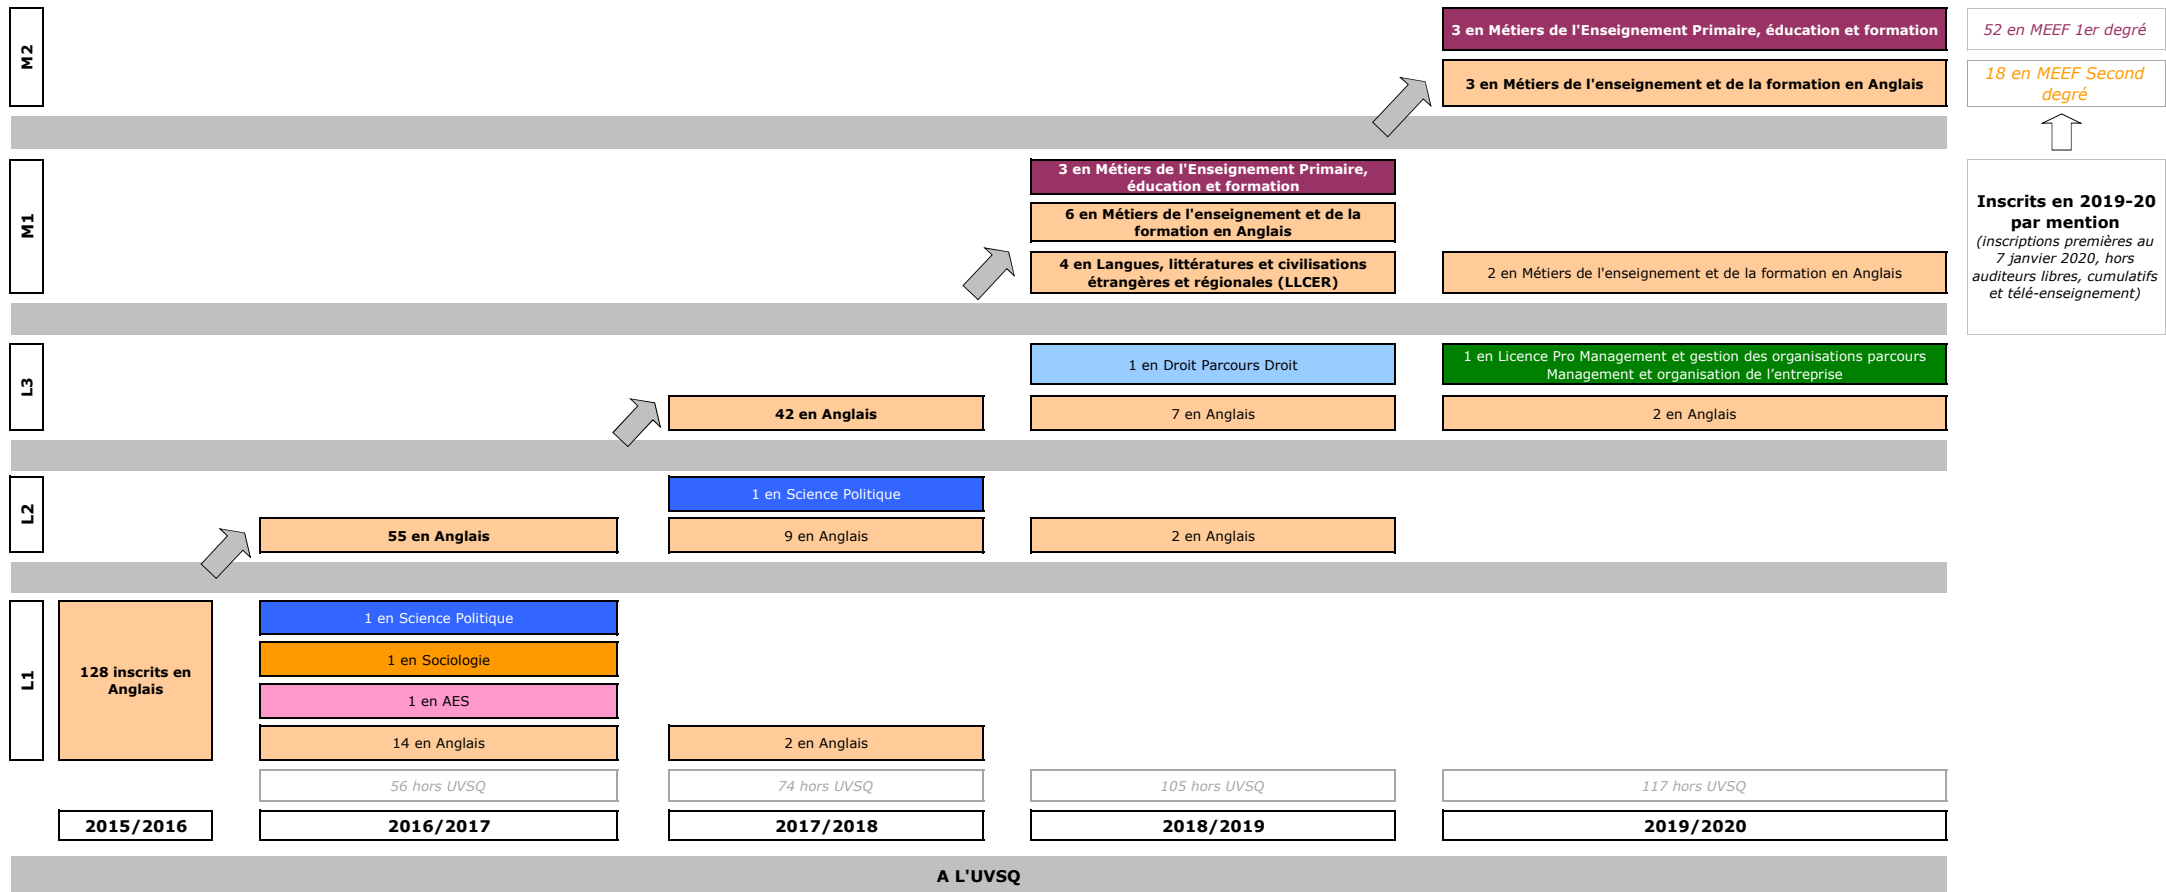 M2
3 en Métiers de l'Enseignement Primaire, éducation et formation
52 en MEEF 1er degré
3 en Métiers de l'enseignement et de la formation en Anglais
18 en MEEF Second
degré
M1
3 en Métiers de l'Enseignement Primaire,
éducation et formation
6 en Métiers de l'enseignement et de la
formation en Anglais
4 en Langues, littératures et civilisations
étrangères et régionales (LLCER)
2 en Métiers de l'enseignement et de la formation en Anglais
Inscrits en 2019-20
par mention
(inscriptions premières au
7 janvier 2020, hors
auditeurs libres, cumulatifs
et télé-enseignement)
L3
1 en Droit Parcours Droit
1 en Licence Pro Management et gestion des organisations parcours
Management et organisation de l’entreprise
42 en Anglais
7 en Anglais
2 en Anglais
L2
1 en Science Politique
55 en Anglais
9 en Anglais
2 en Anglais
L1
128 inscrits en
Anglais
1 en Science Politique
1 en Sociologie
1 en AES
14 en Anglais
2 en Anglais
56 hors UVSQ
74 hors UVSQ
105 hors UVSQ
117 hors UVSQ
2015/2016
2016/2017
2017/2018
2018/2019
2019/2020
A L'UVSQ